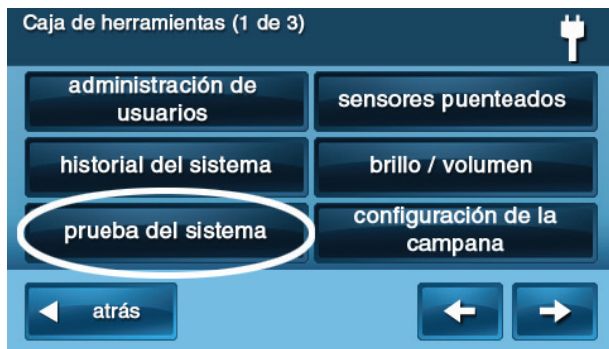 Caja de herramientas (1 de 3)
administración de
usuarios
sensores puenteados
historial del sistema
brillo / volumen
prueba del sistema
configuración de la
campana
atrás